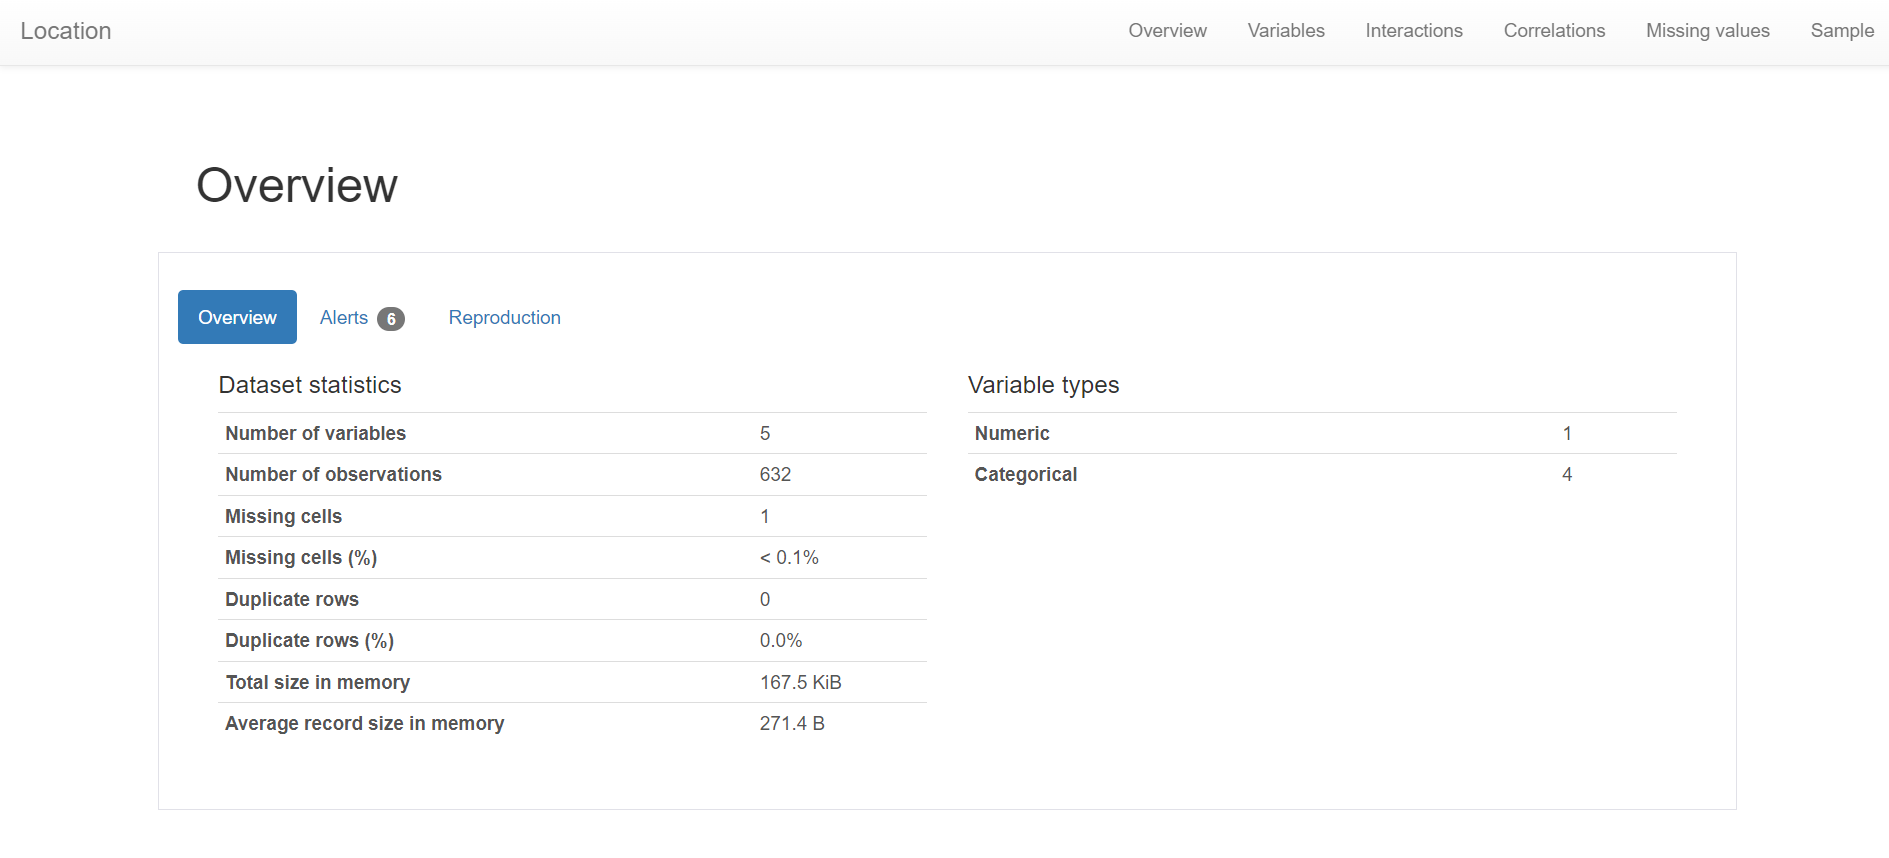 Location Overview Variables Interactions Correlations Missing values Sample
Overview
Overview Alerts 6 Reproduction
Dataset statistics
Number of variables 5
Number of observations 632
Missing cells 1
Missing cells (%) < 0.1%
Duplicate rows 0
Duplicate rows (%) 0.0%
Total size in memory 167.5 KiB
Average record size in memory 271.4 B
Variable types
Numeric 1
Categorical 4